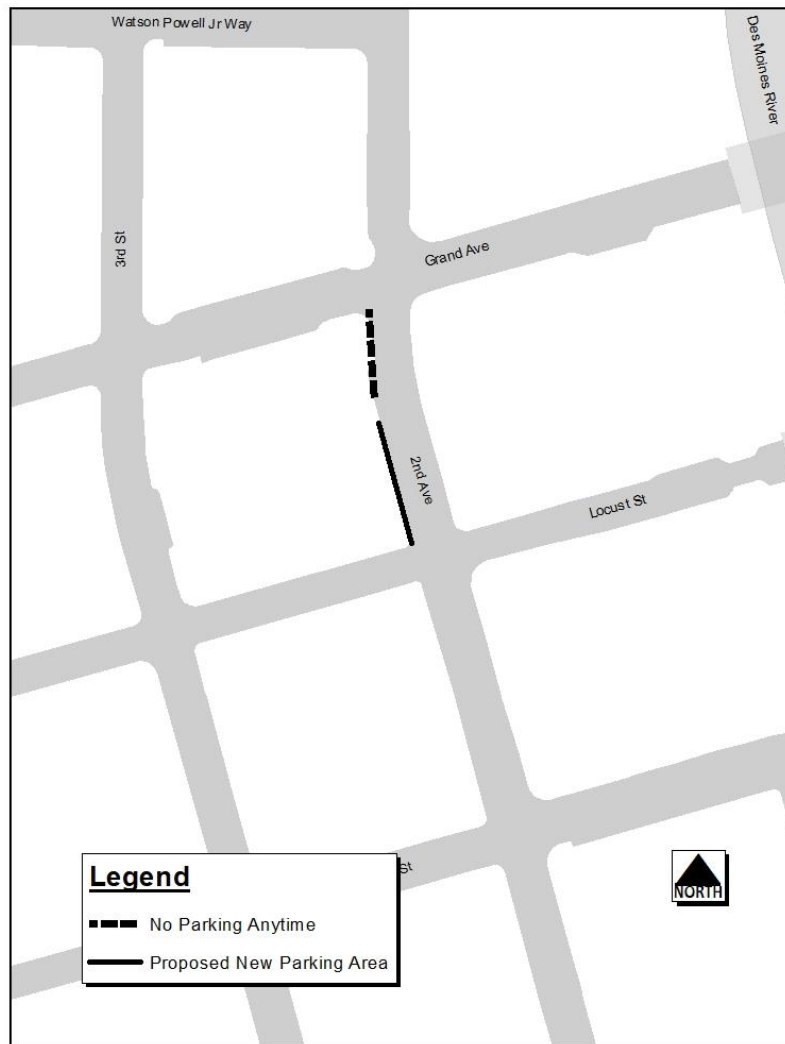 Watson Powell Jr Way
Des Moines River
3rd St
Grand Ave
2nd Ave
Locust St
St
Legend
No Parking Anytime
Proposed New Parking Area
NORTH